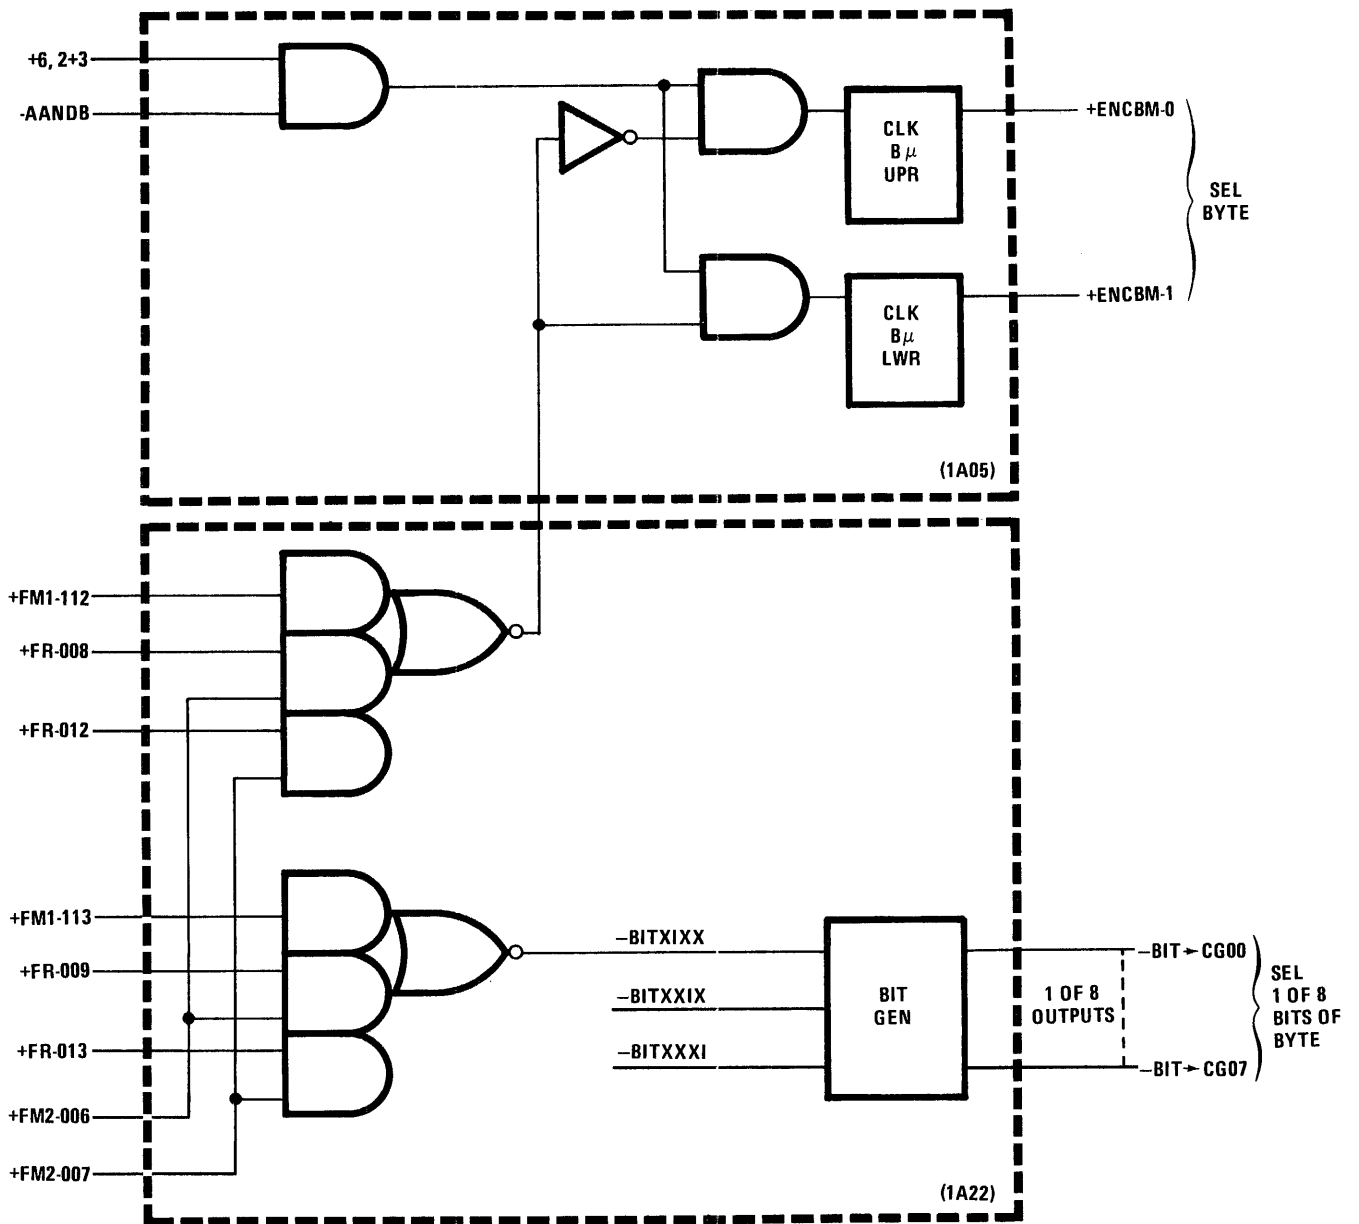 +6, 2+3
-AANDB
CLK
Bμ
UPR
+ENCBM-0
SEL
BYTE
CLK
Bμ
LWR
+ENCBM-1
(1A05)
+FM1-112
+FR-008
+FR-012
+FM1-113
+FR-009
+FR-013
+FM2-006
+FM2-007
−BITXIXX
−BITXXIX
−BITXXXI
BIT
GEN
1 OF 8
OUTPUTS
−BIT→CG00
−BIT→CG07
SEL
1 OF 8
BITS OF
BYTE
(1A22)